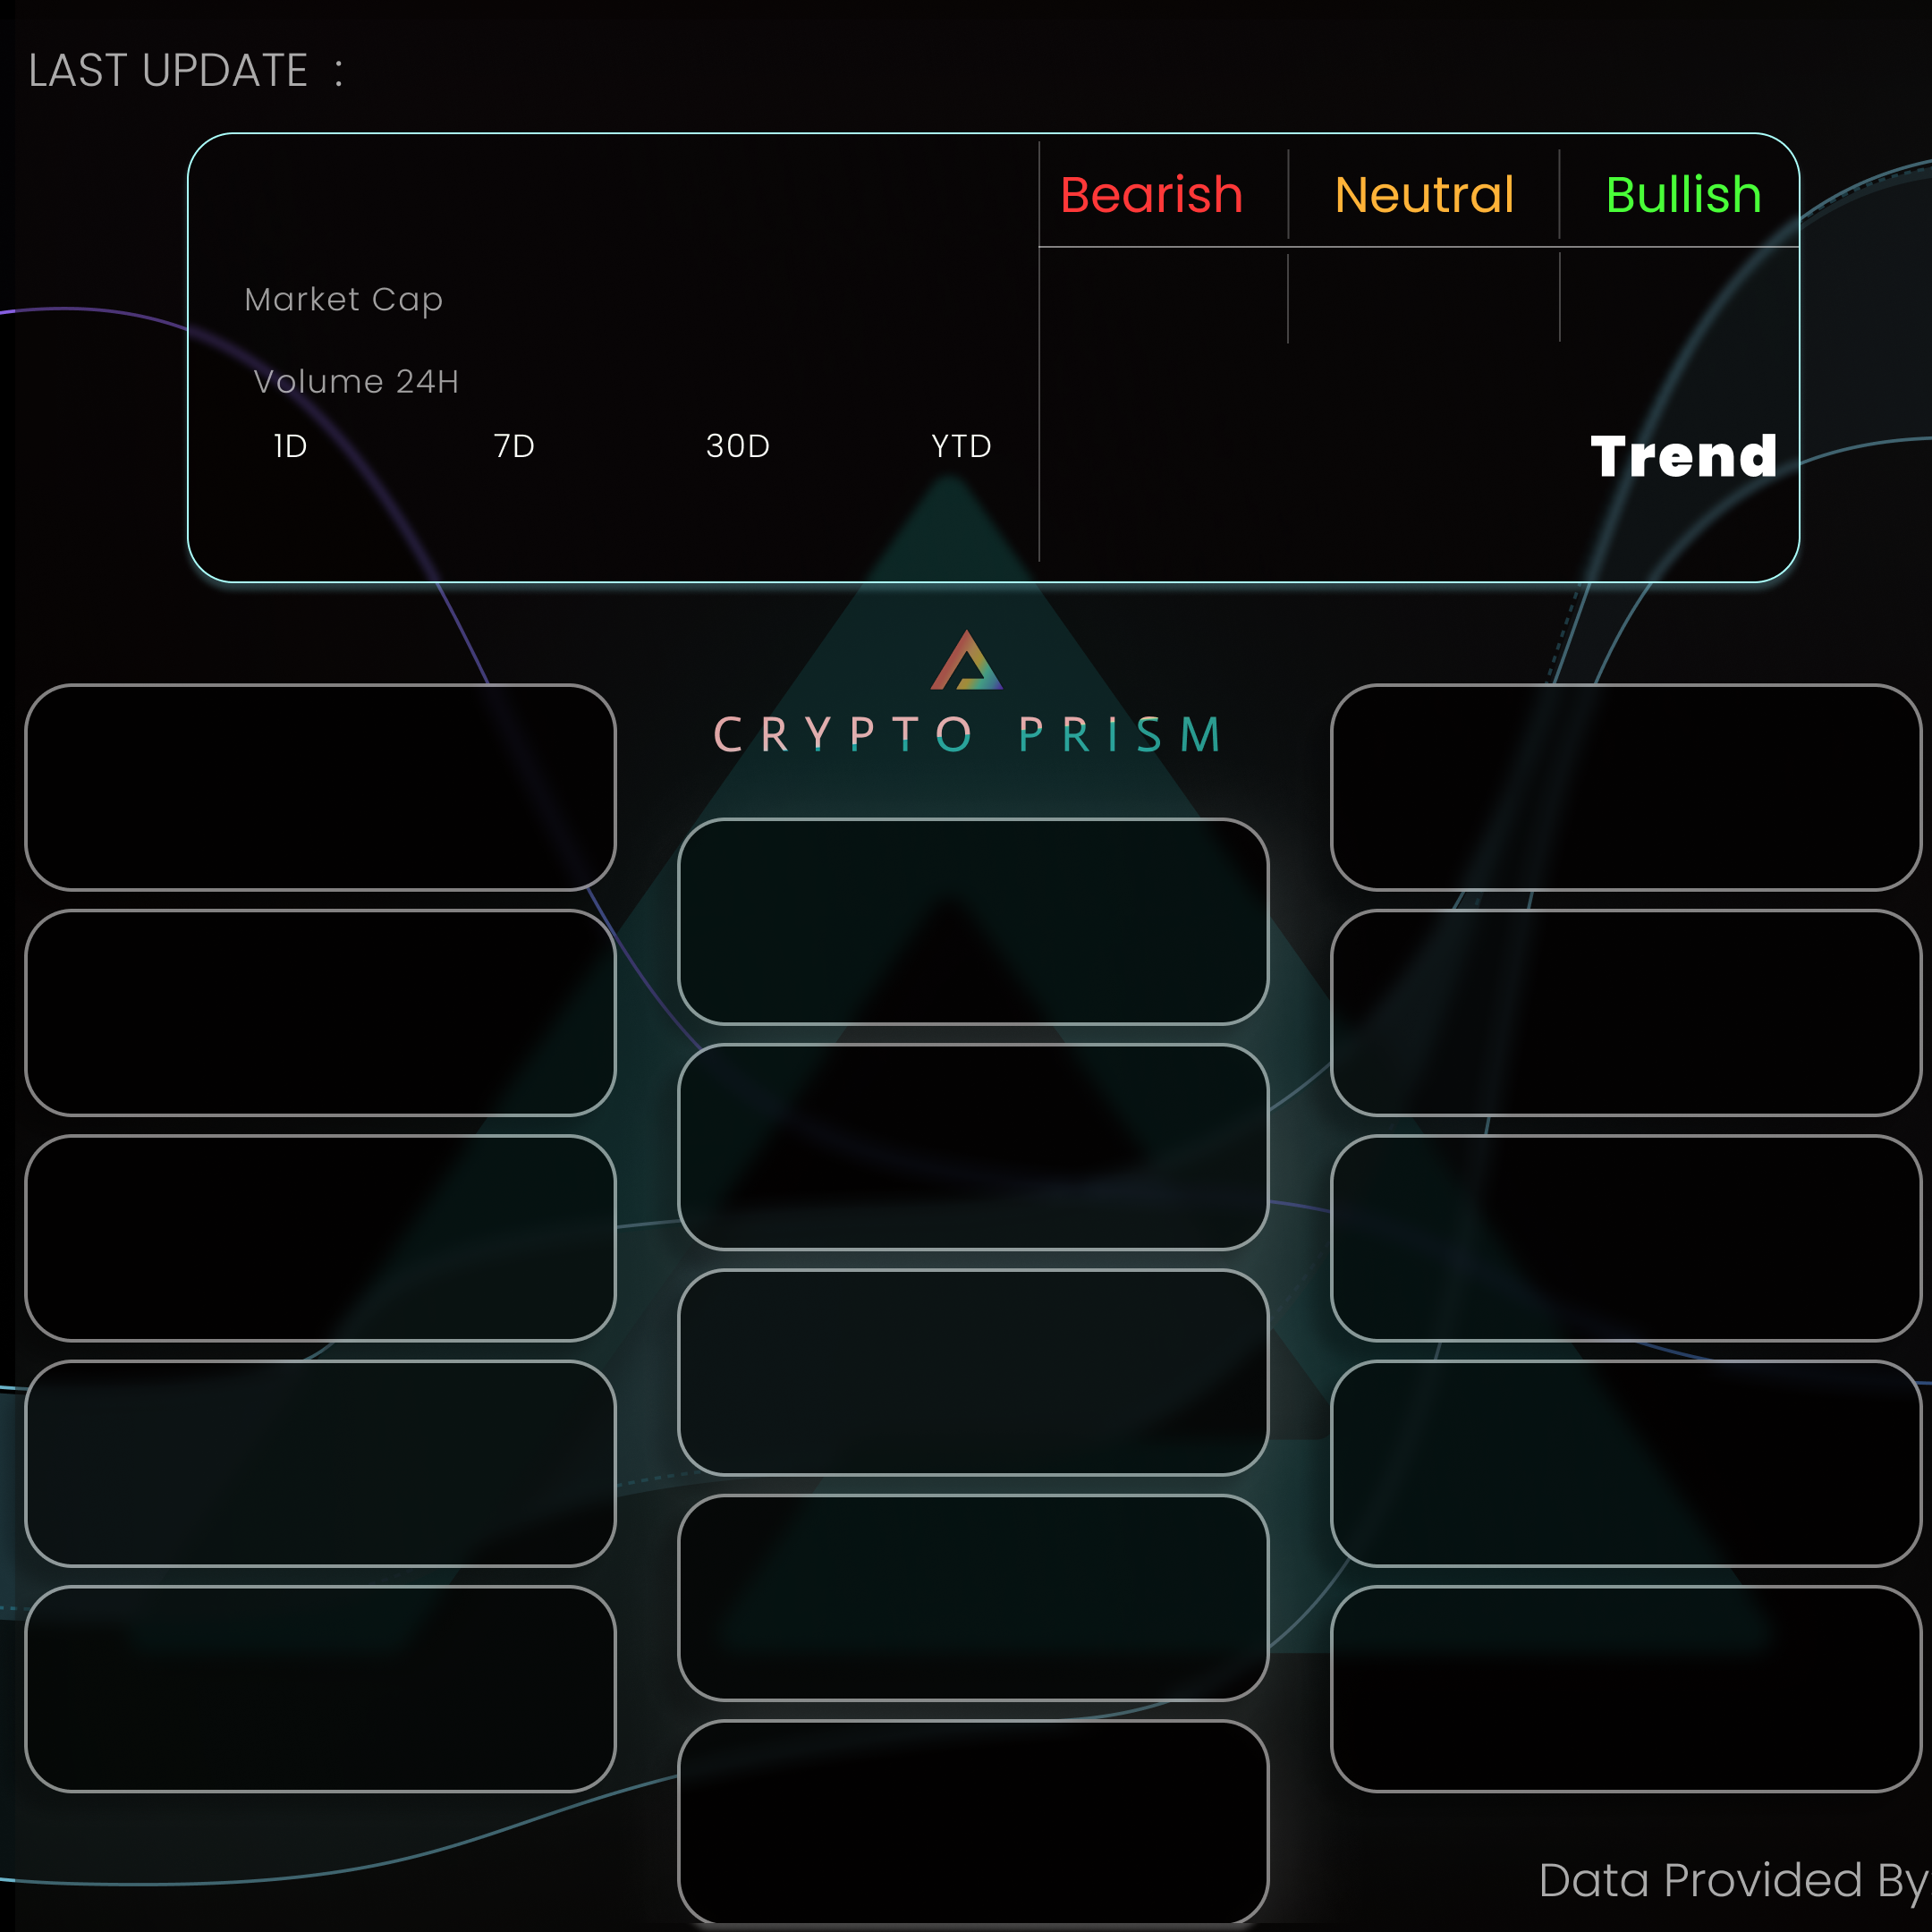 LAST UPDATE :
Bearish Neutral Bullish
Market Cap
Volume 24H
1D 7D 30D YTD
Trend
CRYPTO PRISM
Data Provided By